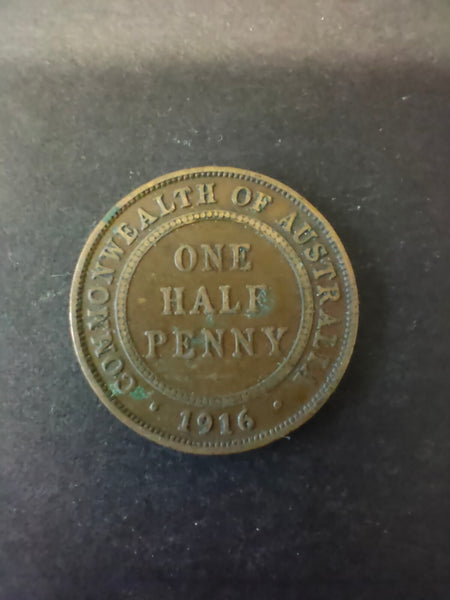 COMMONWEALTH OF AUSTRALIA
ONE
HALF
PENNY
1916